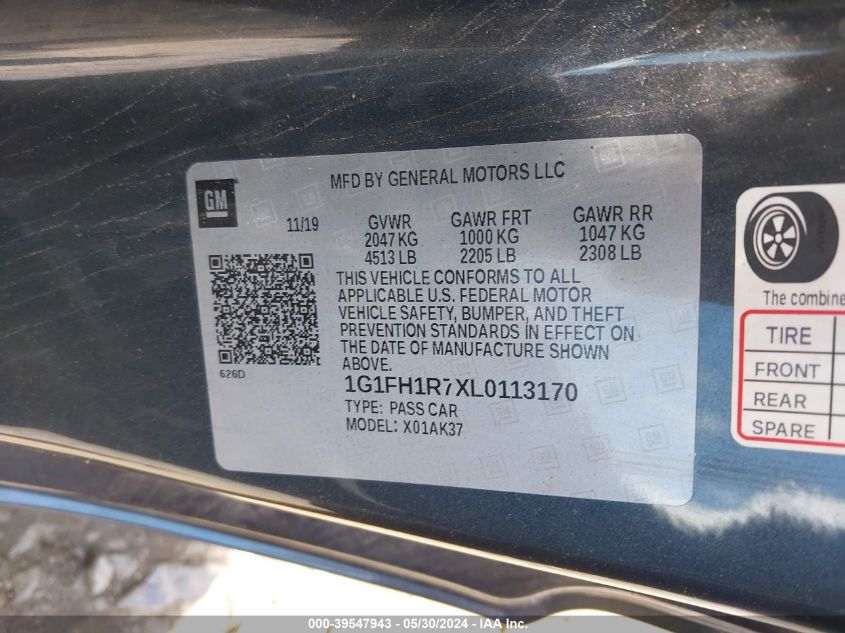 MFD BY GENERAL MOTORS LLC
GM
11/19
GVWR GAWR FRT GAWR RR
2047 KG 1000 KG 1047 KG
4513 LB 2205 LB 2308 LB
THIS VEHICLE CONFORMS TO ALL
APPLICABLE U.S. FEDERAL MOTOR
VEHICLE SAFETY, BUMPER, AND THEFT
PREVENTION STANDARDS IN EFFECT ON
THE DATE OF MANUFACTURE SHOWN
ABOVE.
626D
1G1FH1R7XL0113170
TYPE: PASS CAR
MODEL: X01AK37
The combine
TIRE
FRONT
REAR
SPARE
000-39547943 / 05/30/2024 - IAAI.COM